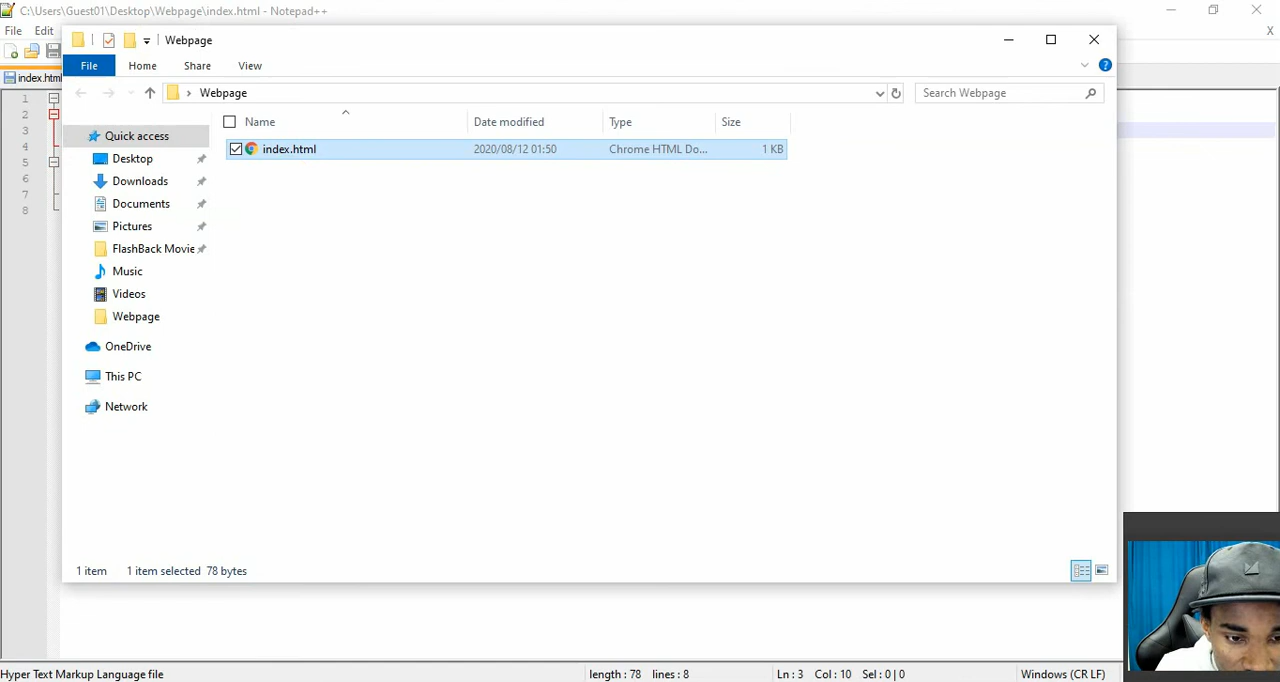 C:\Users\Guest01\Desktop\Webpage\index.html - Notepad++
File Edit
X
Webpage
File Home Share View
Webpage
Search Webpage
index.html
1
2
3
4
5
6
7
8
Name Date modified Type Size
index.html 2020/08/12 01:50 Chrome HTML Do... 1 KB
Quick access
Desktop
Downloads
Documents
Pictures
FlashBack Movie
Music
Videos
Webpage
OneDrive
This PC
Network
1 item 1 item selected 78 bytes
Hyper Text Markup Language file length : 78 lines : 8 Ln : 3 Col : 10 Sel : 0 | 0 Windows (CR LF)